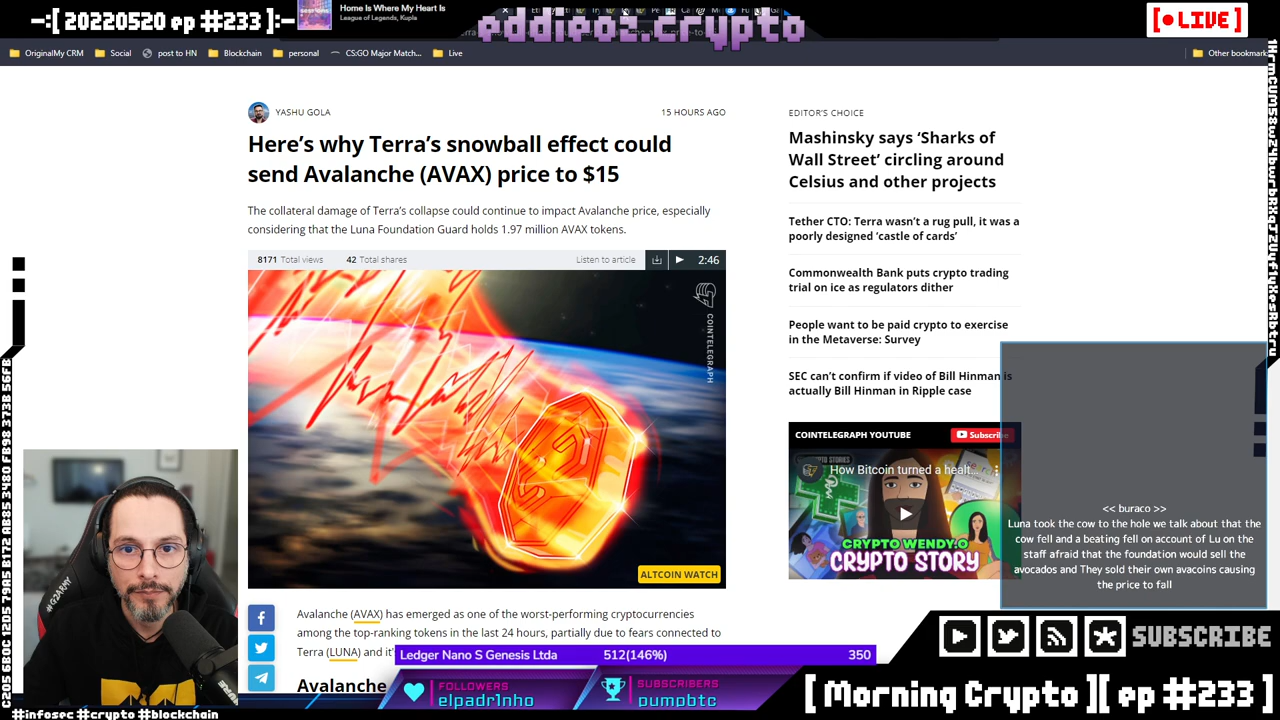 -:[ 20220520 ep #233 ]:-
Home Is Where My Heart Is
League of Legends, Kupla
eddieoz.crypto
[●LIVE]
OriginalMy CRM
Social
post to HN
Blockchain
personal
CS:GO Major Match...
Live
Other bookmark
YASHU GOLA
15 HOURS AGO
Here's why Terra's snowball effect could
send Avalanche (AVAX) price to $15
The collateral damage of Terra's collapse could continue to impact Avalanche price, especially
considering that the Luna Foundation Guard holds 1.97 million AVAX tokens.
8171 Total views
42 Total shares
Listen to article
2:46
COINTELEGRAPH
ALTCOIN WATCH
Avalanche (AVAX) has emerged as one of the worst-performing cryptocurrencies
among the top-ranking tokens in the last 24 hours, partially due to fears connected to
Terra (LUNA) and it'
Avalanche
EDITOR'S CHOICE
Mashinsky says 'Sharks of
Wall Street' circling around
Celsius and other projects
Tether CTO: Terra wasn't a rug pull, it was a
poorly designed 'castle of cards'
Commonwealth Bank puts crypto trading
trial on ice as regulators dither
People want to be paid crypto to exercise
in the Metaverse: Survey
SEC can't confirm if video of Bill Hinman is
actually Bill Hinman in Ripple case
COINTELEGRAPH YOUTUBE
Subscribe
How Bitcoin turned a healt...
CRYPTO WENDY.O
CRYPTO STORY
<< buraco >>
Luna took the cow to the hole we talk about that the
cow fell and a beating fell on account of Lu on the
staff afraid that the foundation would sell the
avocados and They sold their own avacoins causing
the price to fall
#G2ARMY
Ledger Nano S Genesis Ltda
512(146%)
350
FOLLOWERS
elpadr1nho
SUBSCRIBERS
pumpbtc
SUBSCRIBE
[ Morning Crypto ][ ep #233 ]
#infosec #crypto #blockchain